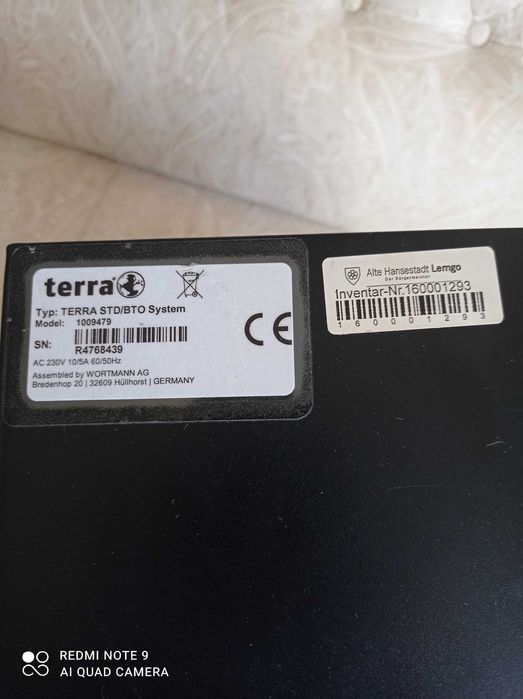 terra
Typ: TERRA STD/BTO System
Model: 1009479
SN:
R4768439
AC 230V 10/5A 60/50Hz
Assembled by WORTMANN AG
Bredenhop 20 | 32609 Hüllhorst | GERMANY
CE
Alte Hansestadt Lemgo
Der Bürgermeister
Inventar-Nr.160001293
160001293
REDMI NOTE 9
AI QUAD CAMERA